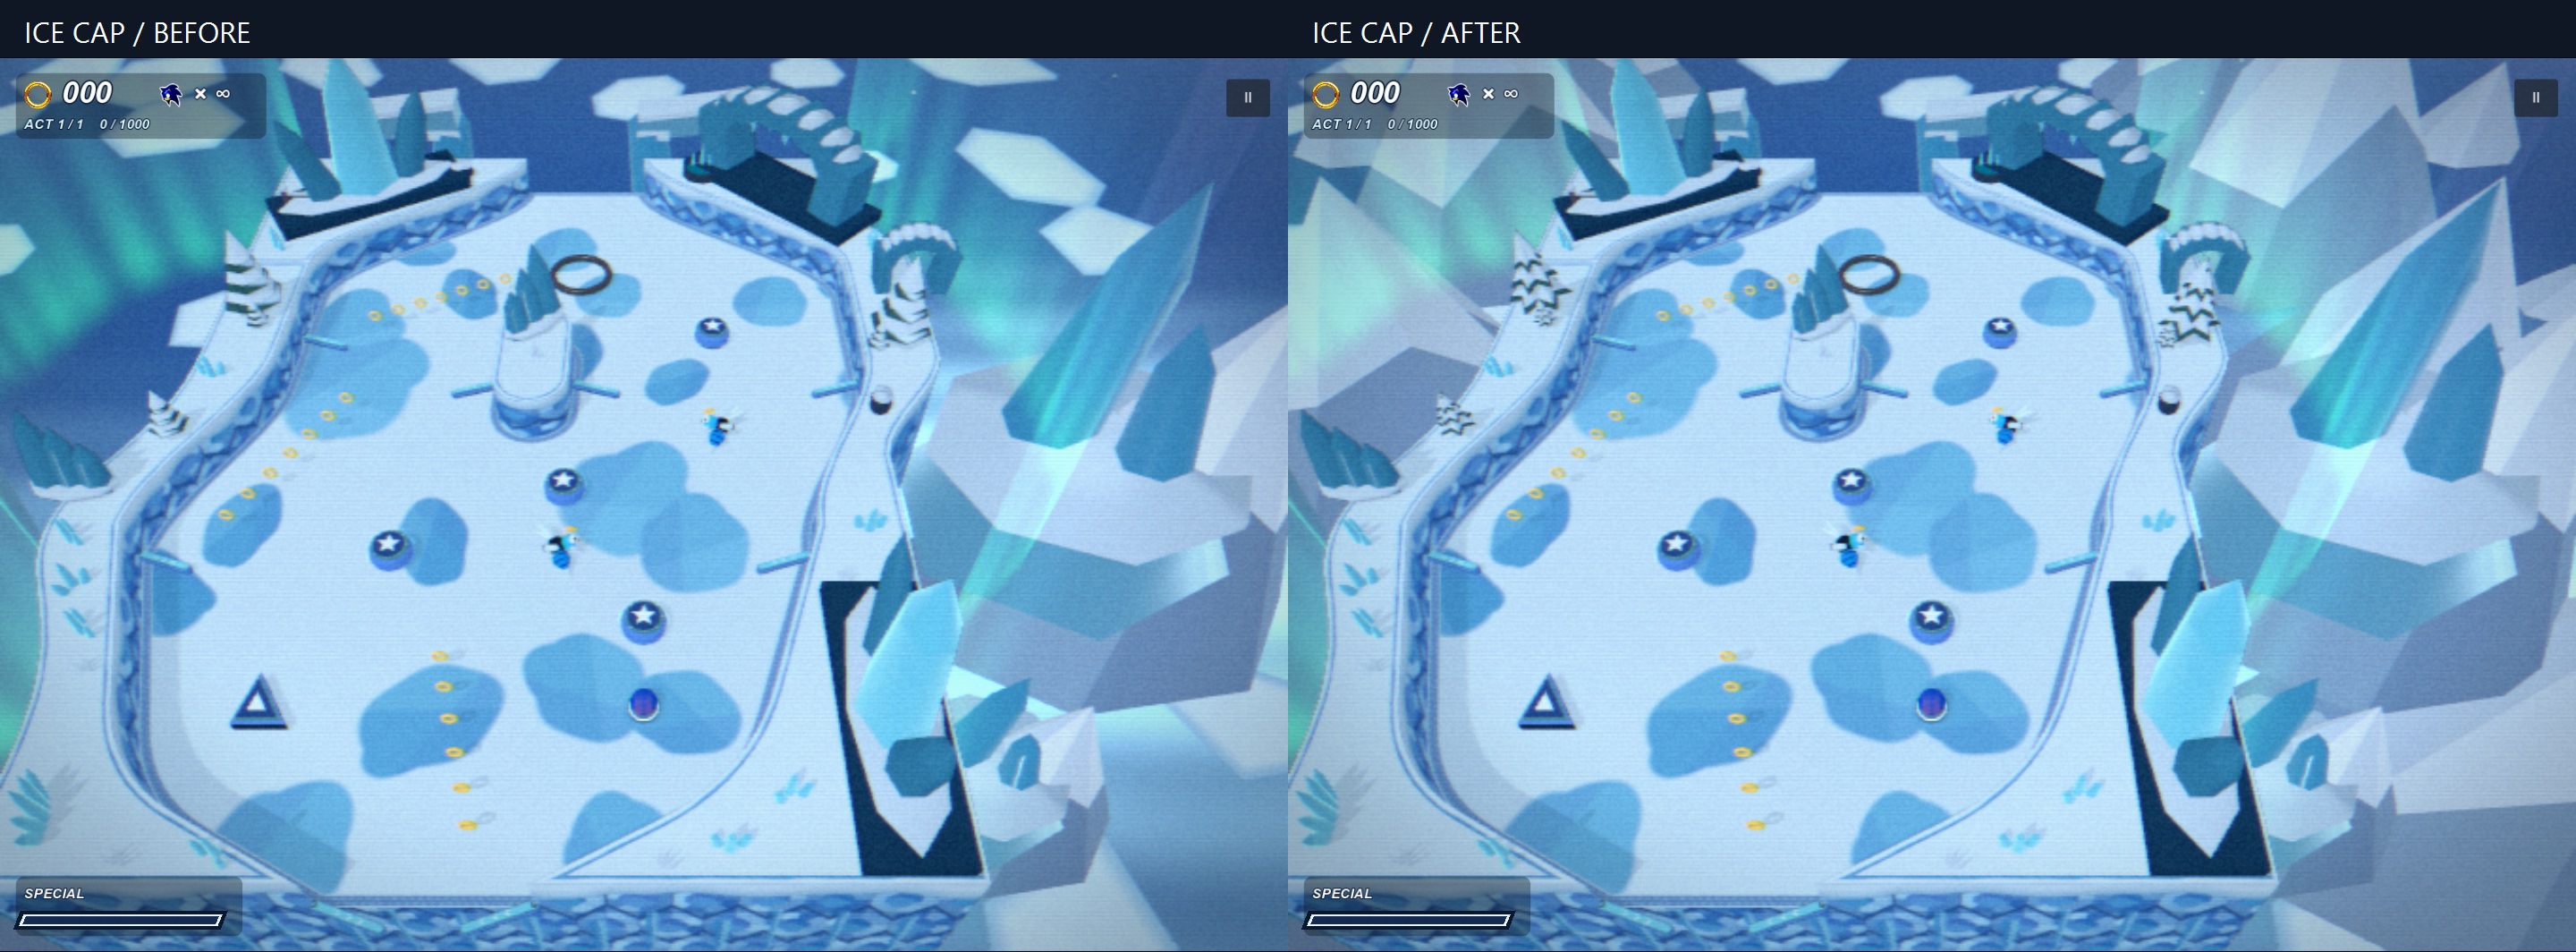 ICE CAP / BEFORE
000 × ∞
ACT 1 / 1 0 / 1000
SPECIAL
ICE CAP / AFTER
000 × ∞
ACT 1 / 1 0 / 1000
SPECIAL